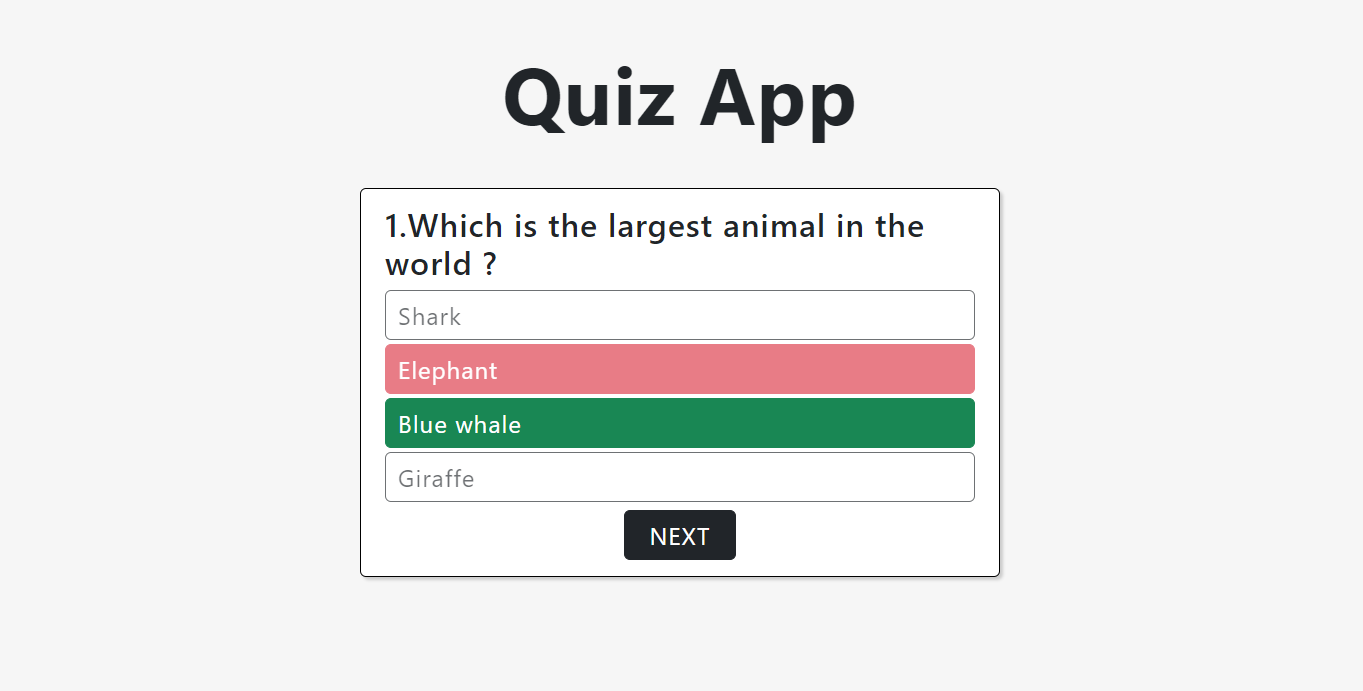 Quiz App
1.Which is the largest animal in the
world ?
Shark
Elephant
Blue whale
Giraffe
NEXT